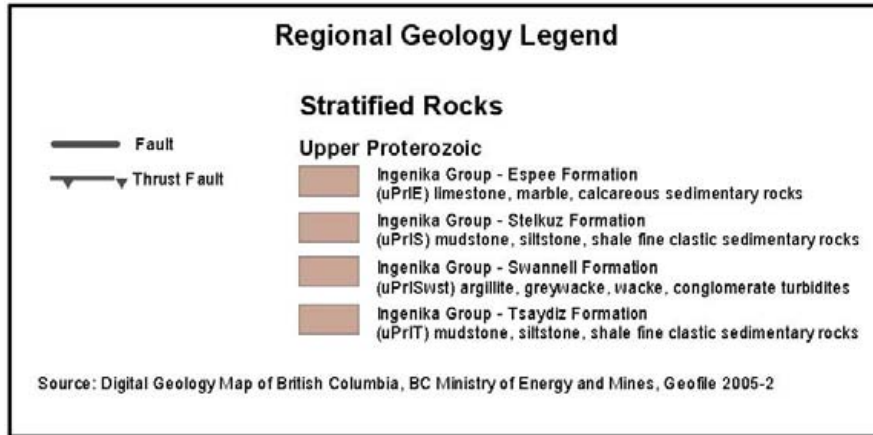 Regional Geology Legend
Stratified Rocks
Fault
Thrust Fault
Upper Proterozoic
Ingenika Group - Espee Formation
(uPrIE) limestone, marble, calcareous sedimentary rocks
Ingenika Group - Stelkuz Formation
(uPrIS) mudstone, siltstone, shale fine clastic sedimentary rocks
Ingenika Group - Swannell Formation
(uPrISwst) argillite, greywacke, wacke, conglomerate turbidites
Ingenika Group - Tsaydiz Formation
(uPrIT) mudstone, siltstone, shale fine clastic sedimentary rocks
Source: Digital Geology Map of British Columbia, BC Ministry of Energy and Mines, Geofile 2005-2